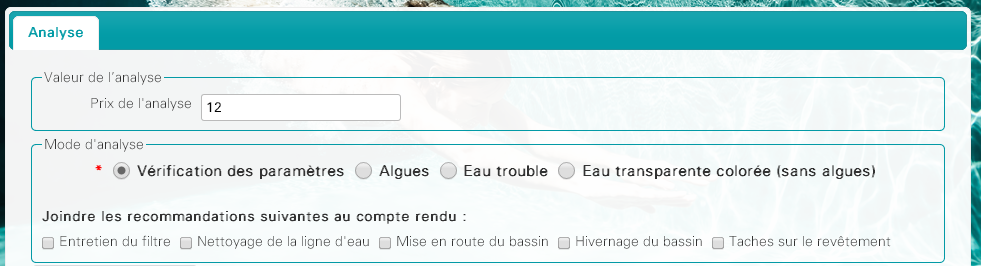 Analyse
Valeur de l'analyse
Prix de l'analyse 12
Mode d'analyse
* Vérification des paramètres Algues Eau trouble Eau transparente colorée (sans algues)
Joindre les recommandations suivantes au compte rendu :
Entretien du filtre Nettoyage de la ligne d'eau Mise en route du bassin Hivernage du bassin Taches sur le revêtement